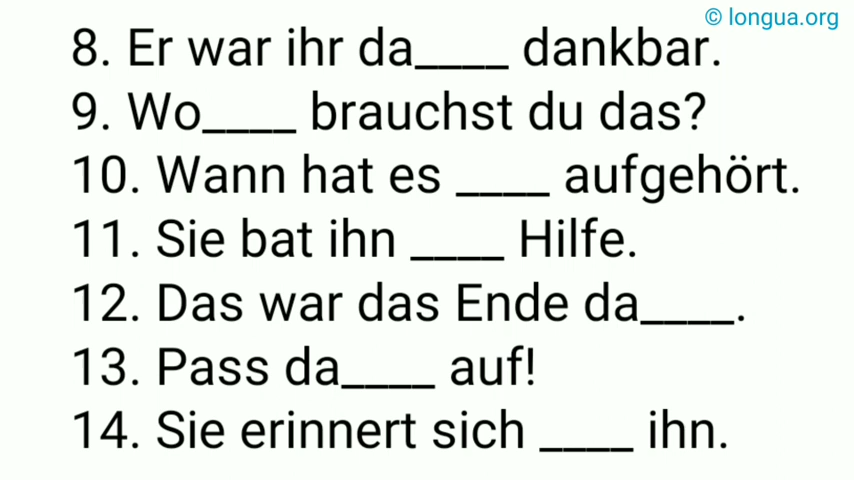 © longua.org
8. Er war ihr da____ dankbar.
9. Wo____ brauchst du das?
10. Wann hat es ____ aufgehört.
11. Sie bat ihn ____ Hilfe.
12. Das war das Ende da____.
13. Pass da____ auf!
14. Sie erinnert sich ____ ihn.